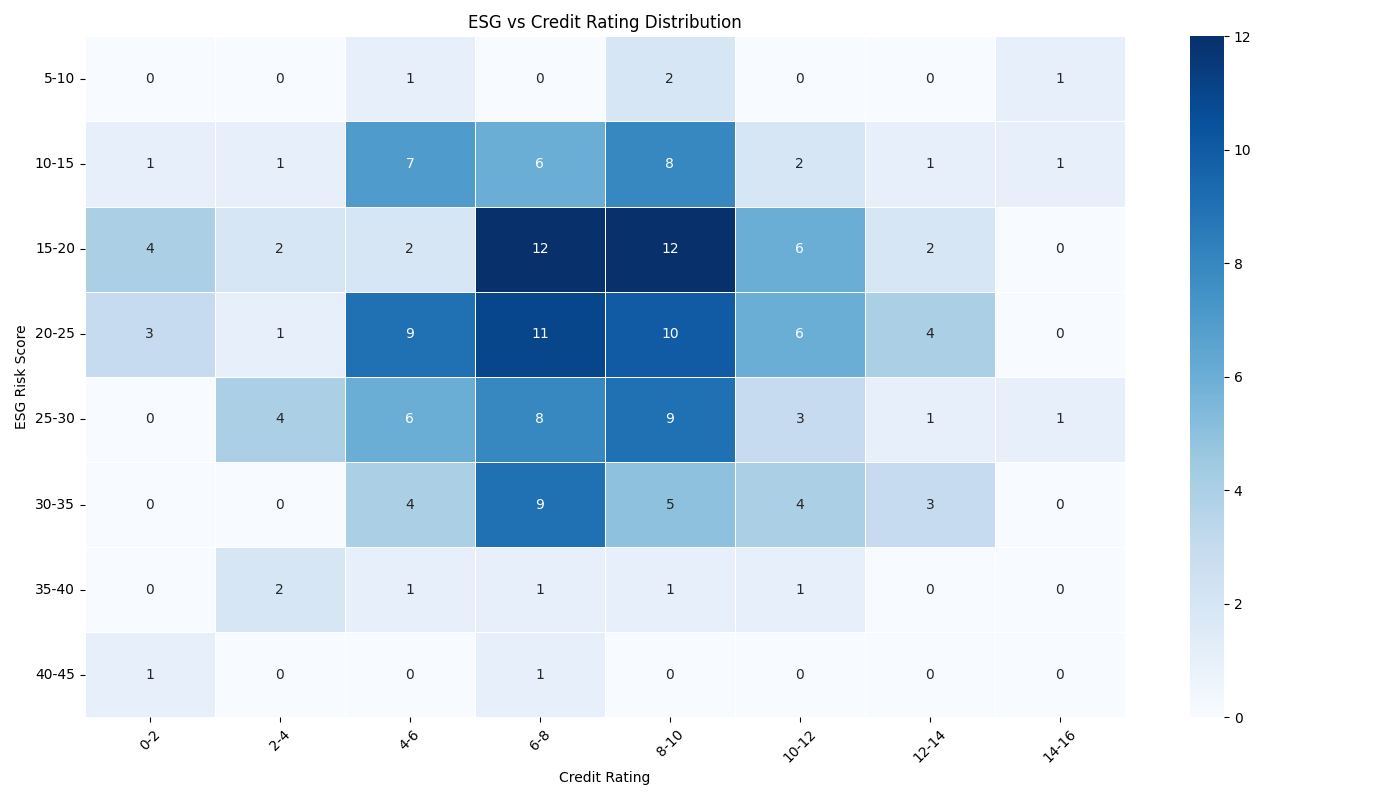 ESG vs Credit Rating Distribution
ESG Risk Score
5-10 0 0 1 0 2 0 0 1
10-15 1 1 7 6 8 2 1 1
15-20 4 2 2 12 12 6 2 0
20-25 3 1 9 11 10 6 4 0
25-30 0 4 6 8 9 3 1 1
30-35 0 0 4 9 5 4 3 0
35-40 0 2 1 1 1 1 0 0
40-45 1 0 0 1 0 0 0 0
0-2 2-4 4-6 6-8 8-10 10-12 12-14 14-16
Credit Rating
12
10
8
6
4
2
0